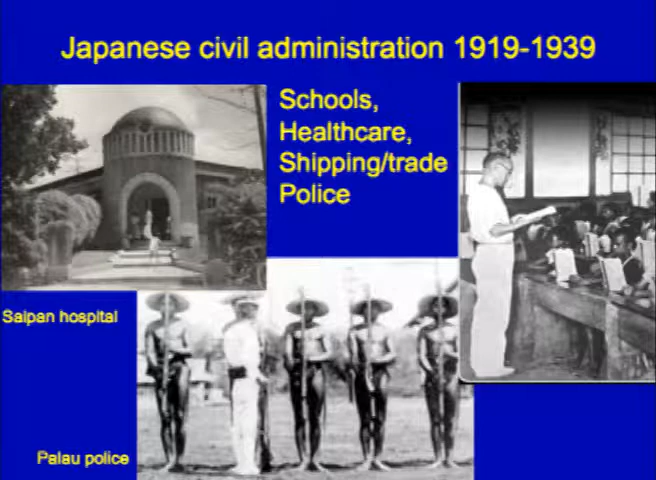 Japanese civil administration 1919-1939
Schools,
Healthcare,
Shipping/trade
Police
Saipan hospital
Palau police